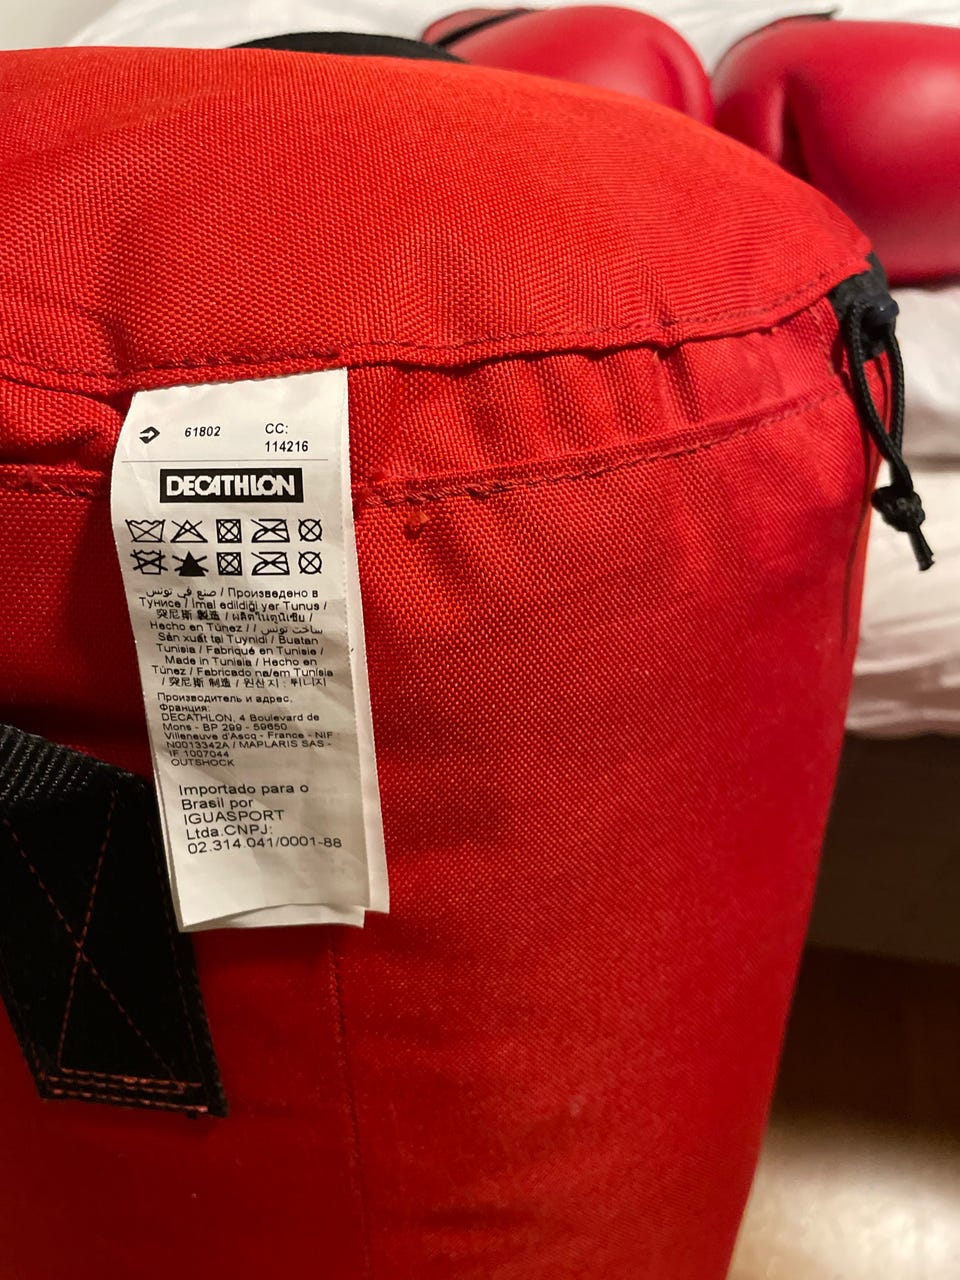 61802
CC:
114216
DECATHLON
صنع في تونس / Произведено в
Тунисе / Imal edildiği yer Tunus /
突尼斯 製造 / ผลิตในตูนิเซีย /
Hecho en Túnez / ساخت تونس /
Sản xuất tại Tuynidi / Buatan
Tunisia / Fabriqué en Tunisie /
Made in Tunisia / Hecho en
Túnez / Fabricado na/em Tunísia
/ 突尼斯 制造 / 원산지 : 튀니지
Производитель и адрес,
Франция:
DECATHLON, 4 Boulevard de
Mons - BP 299 - 59650
Villeneuve d'Ascq - France - NIF
N0013342A / MAPLARIS SAS -
IF 1007044
OUTSHOCK
Importado para o
Brasil por
IGUASPORT
Ltda.CNPJ:
02.314.041/0001-88